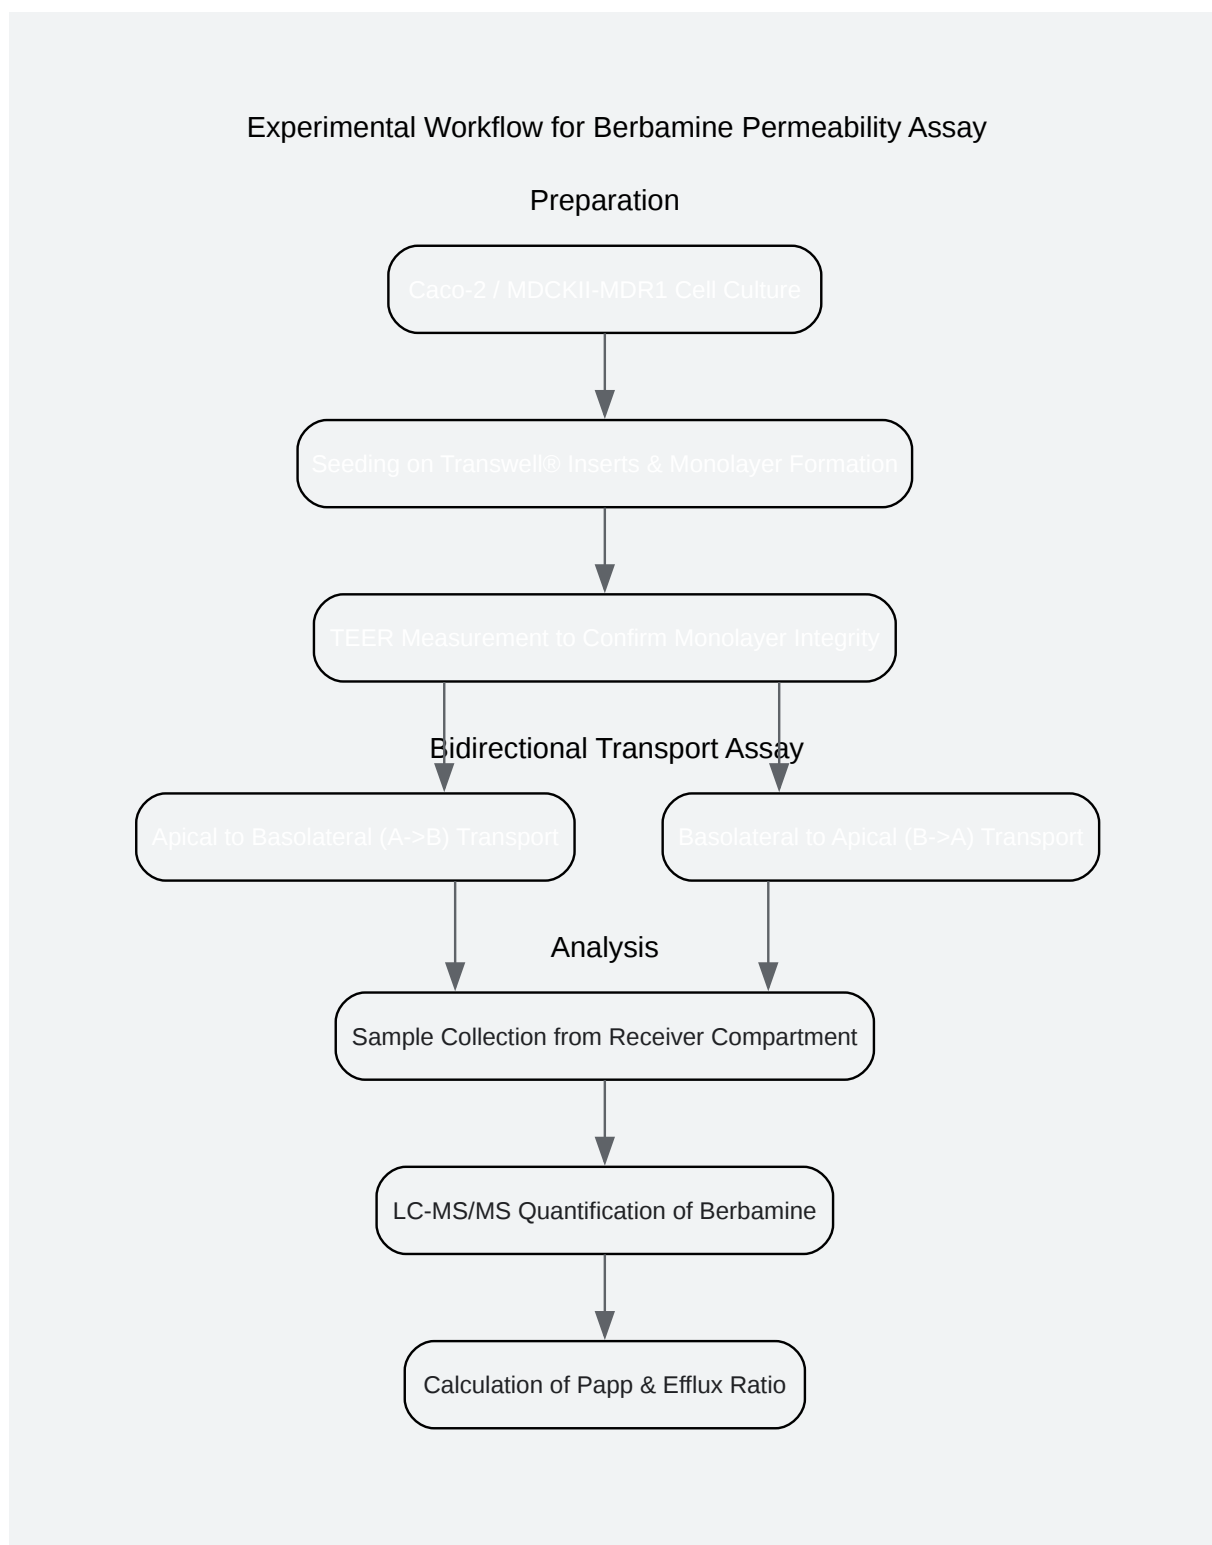 Experimental Workflow for Berbamine Permeability Assay
Preparation
Caco-2 / MDCKII-MDR1 Cell Culture
Seeding on Transwell® Inserts & Monolayer Formation
TEER Measurement to Confirm Monolayer Integrity
Bidirectional Transport Assay
Apical to Basolateral (A->B) Transport
Basolateral to Apical (B->A) Transport
Analysis
Sample Collection from Receiver Compartment
LC-MS/MS Quantification of Berbamine
Calculation of Papp & Efflux Ratio